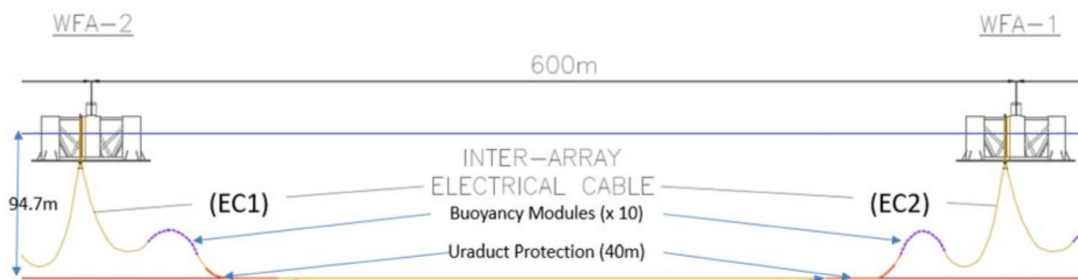 WFA-2
WFA-1
600m
INTER-ARRAY
ELECTRICAL CABLE
94.7m
(EC1)
(EC2)
Buoyancy Modules (x 10)
Uraduct Protection (40m)